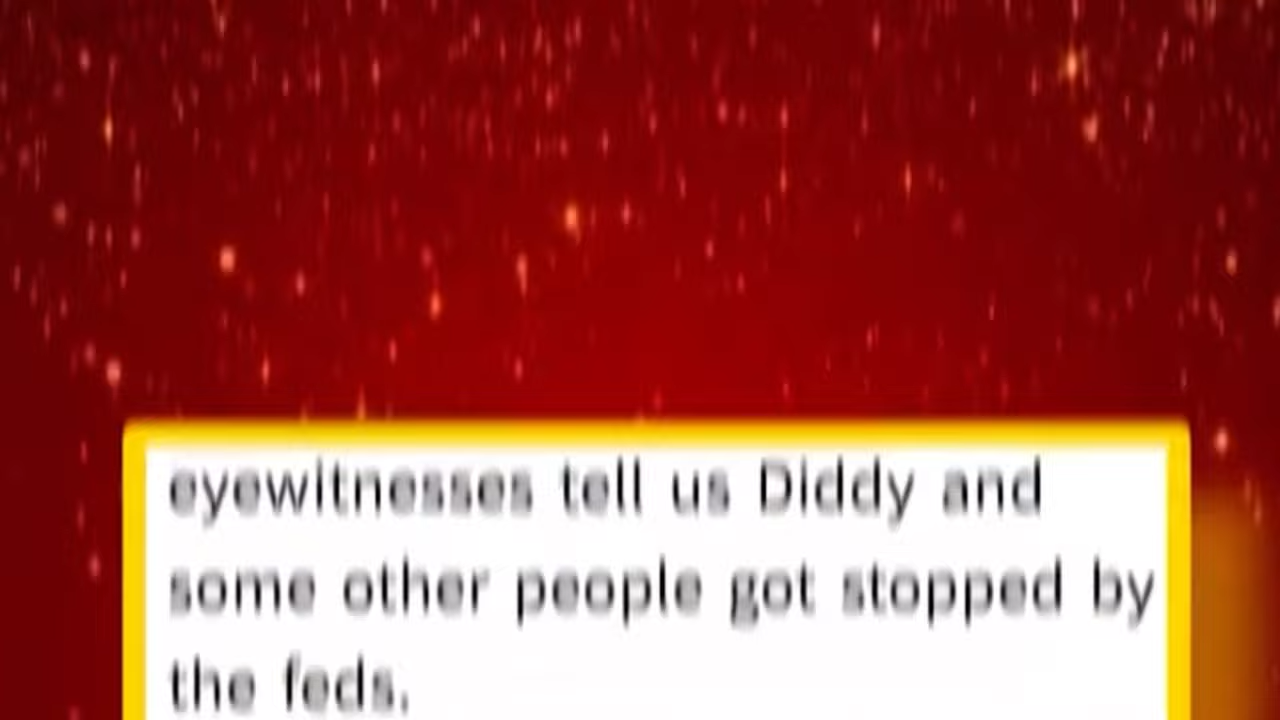 eyewitnesses tell us Diddy and
some other people got stopped by
the feds.